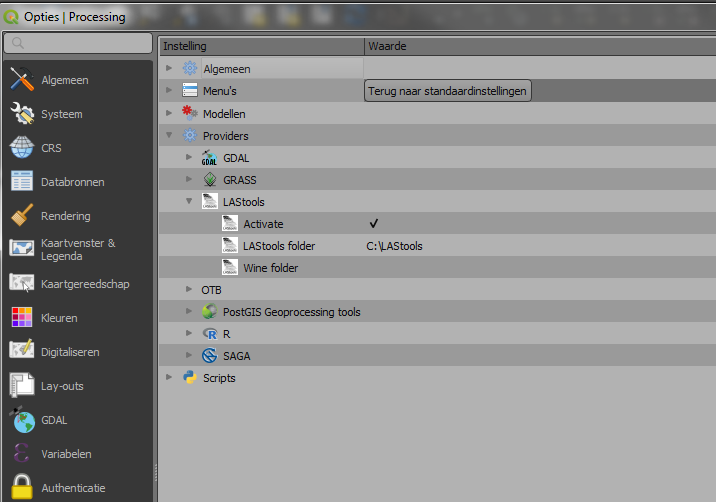 Opties | Processing
Instelling Waarde
Algemeen
Menu's Terug naar standaardinstellingen
Modellen
Providers
GDAL
GRASS
LAStools
Activate
LAStools folder C:\LAStools
Wine folder
OTB
PostGIS Geoprocessing tools
R
SAGA
Scripts
Algemeen
Systeem
CRS
Databronnen
Rendering
Kaartvenster &
Legenda
Kaartgereedschap
Kleuren
Digitaliseren
Lay-outs
GDAL
Variabelen
Authenticatie